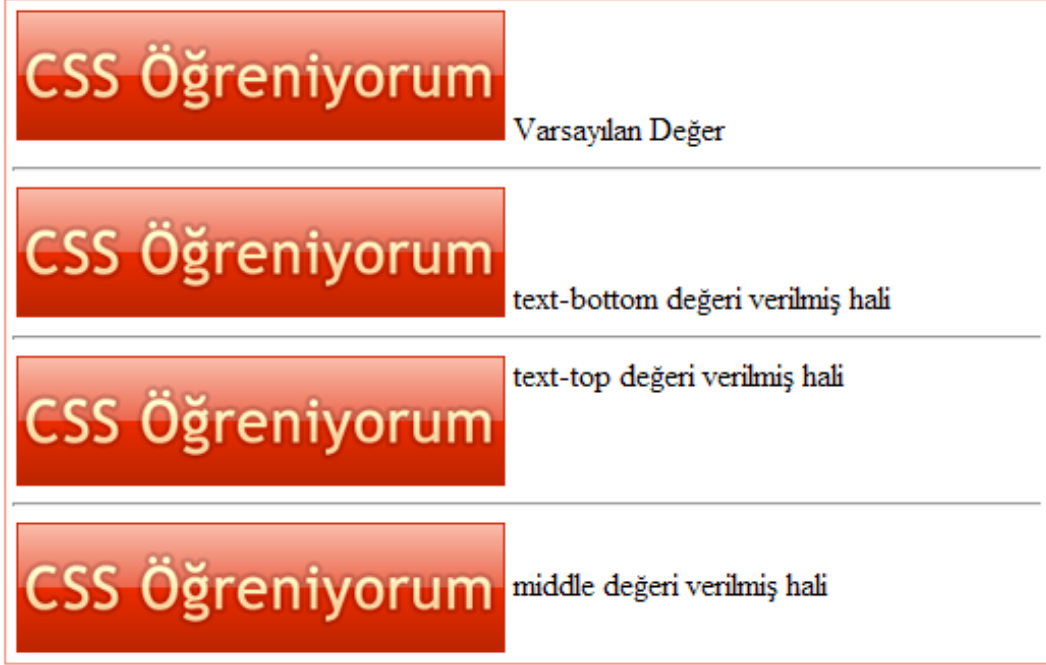 CSS Öğreniyorum Varsayılan Değer
CSS Öğreniyorum text-bottom değeri verilmiş hali
CSS Öğreniyorum text-top değeri verilmiş hali
CSS Öğreniyorum middle değeri verilmiş hali